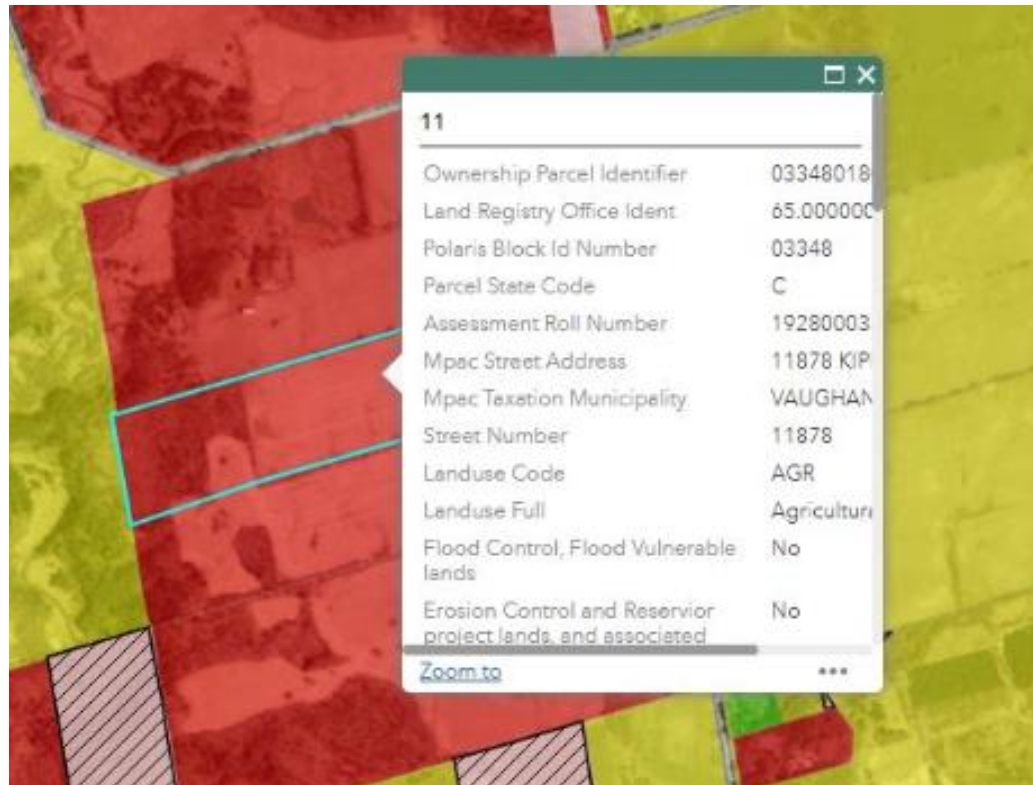 11
Ownership Parcel Identifier 03348018
Land Registry Office Ident 65.000000
Polaris Block Id Number 03348
Parcel State Code C
Assessment Roll Number 19280003
Mpac Street Address 11878 KIP
Mpac Taxation Municipality VAUGHAN
Street Number 11878
Landuse Code AGR
Landuse Full Agricultur
Flood Control, Flood Vulnerable No
lands
Erosion Control and Reservior No
project lands, and associated
Zoom to